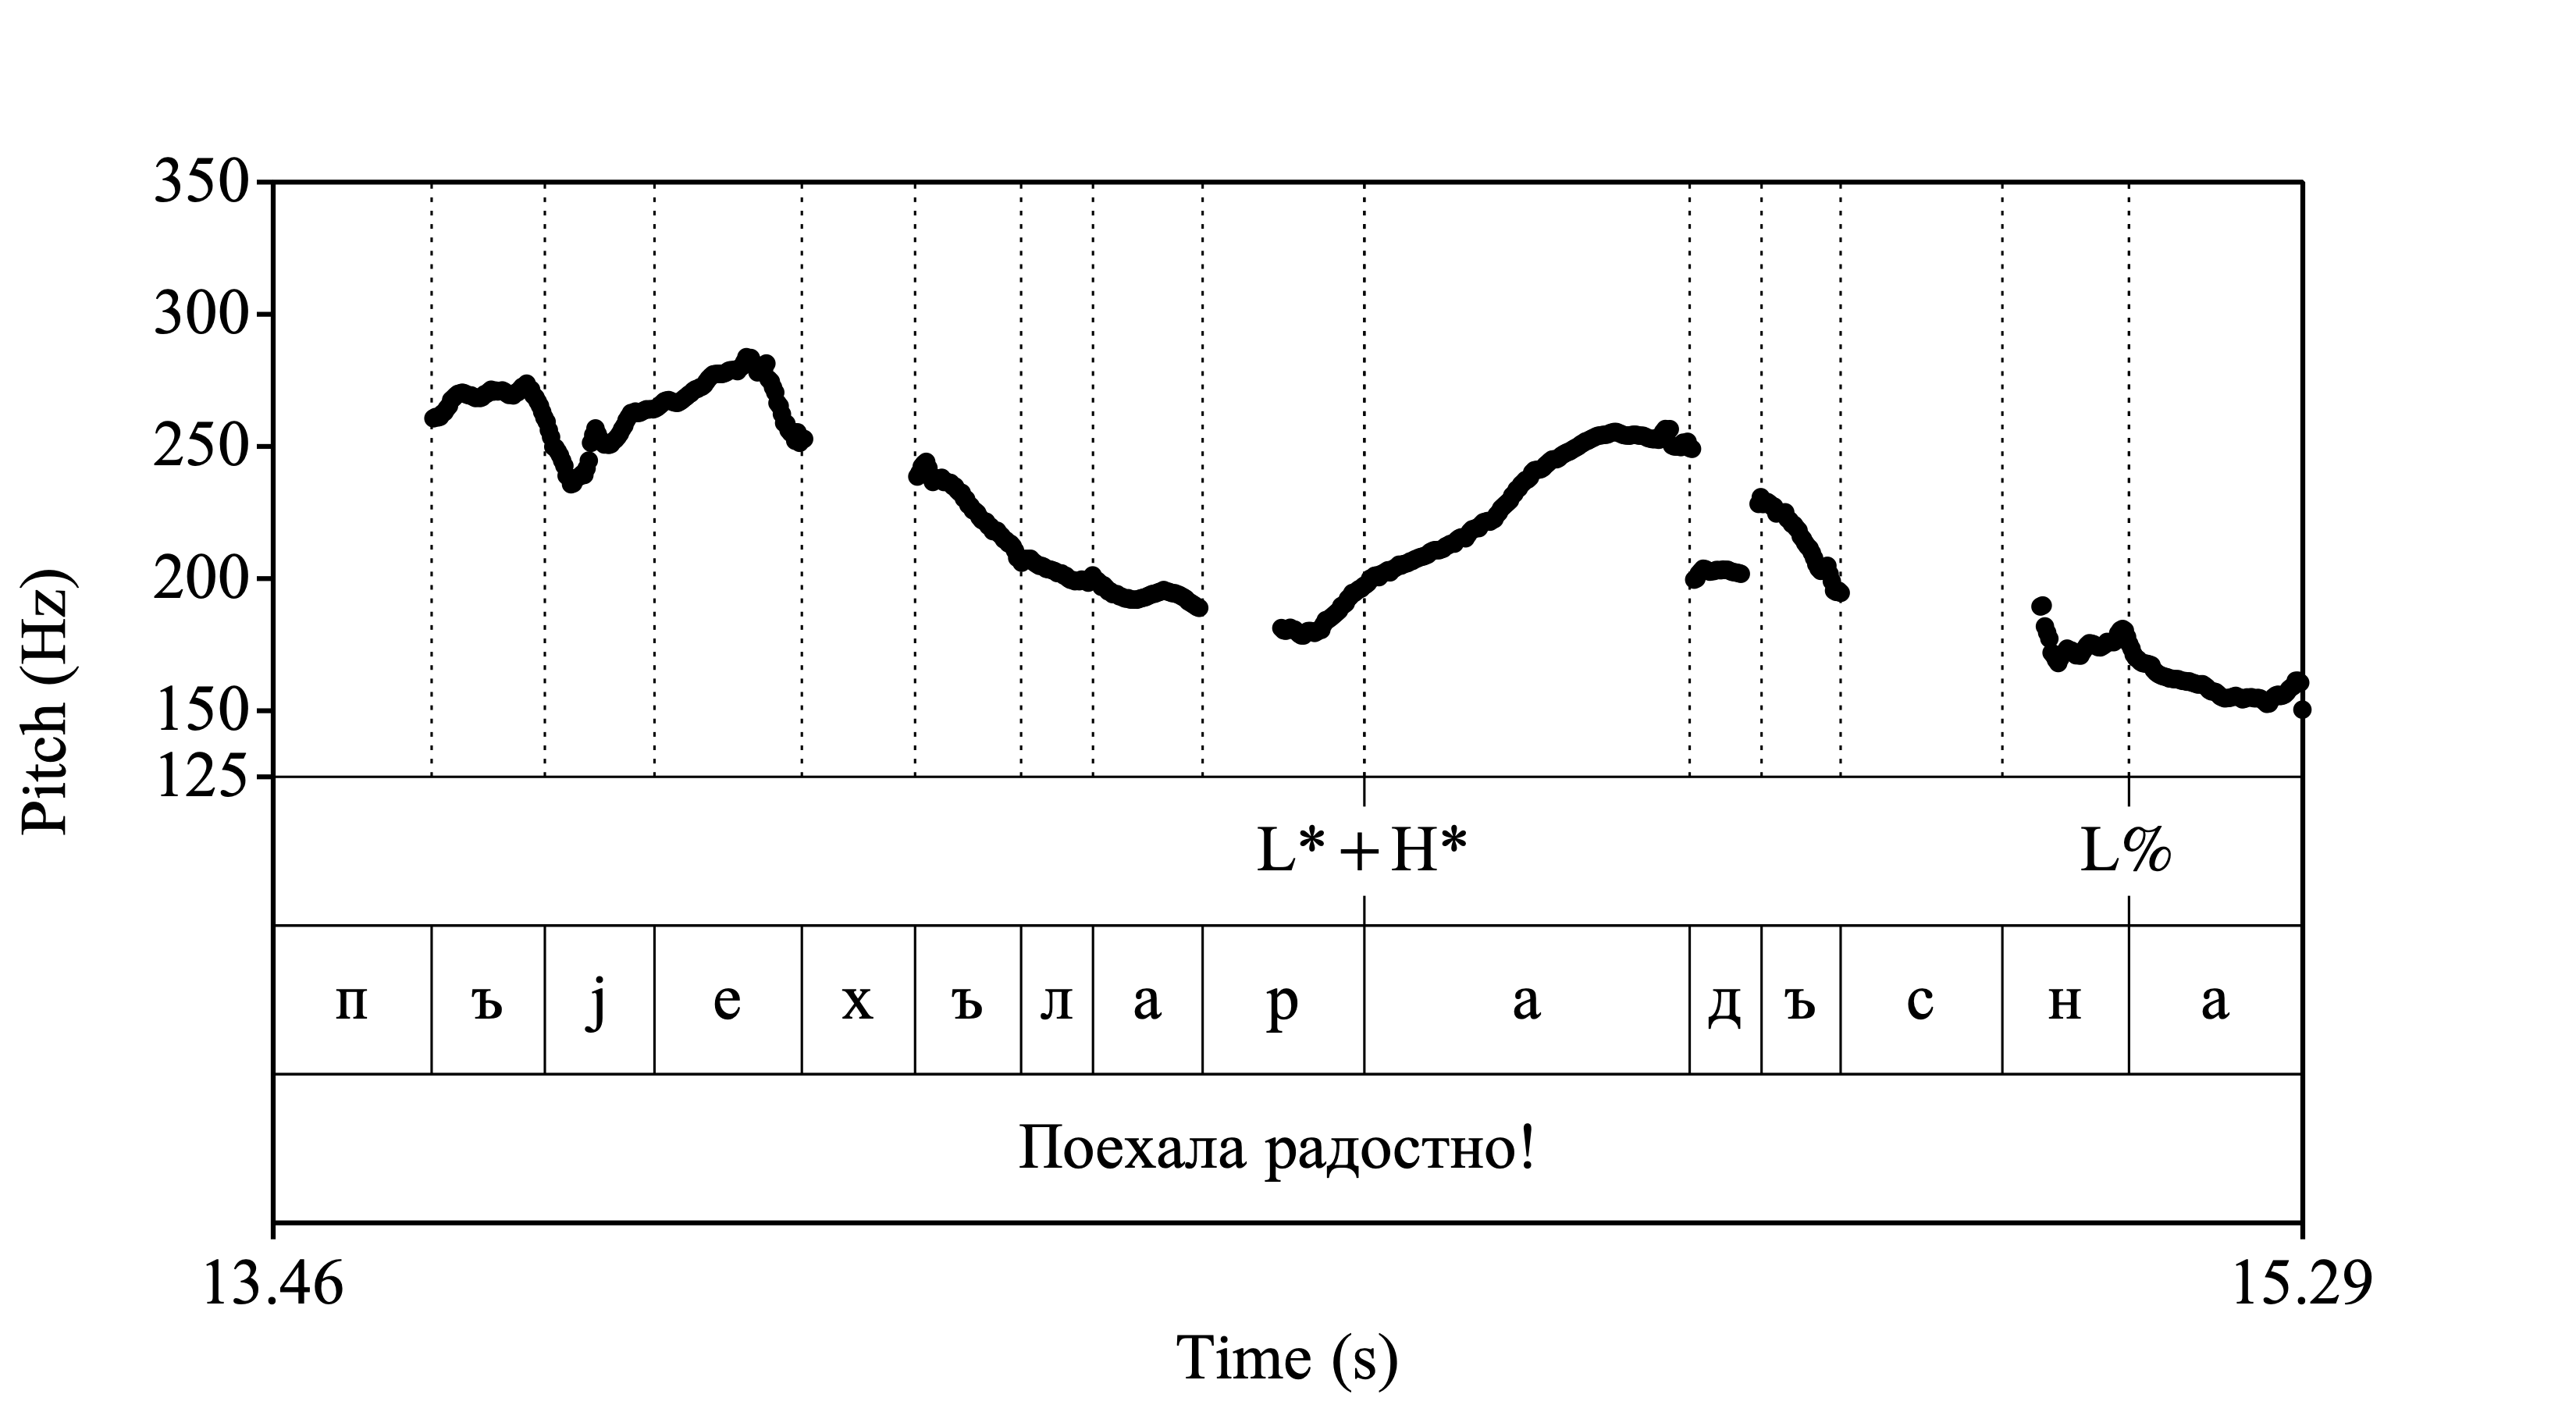 350
300
250
200
150
125
Pitch (Hz)
L*+H* L%
п ъ j е х ъ л а р а д ъ с н а
Поехала радостно!
13.46 15.29
Time (s)